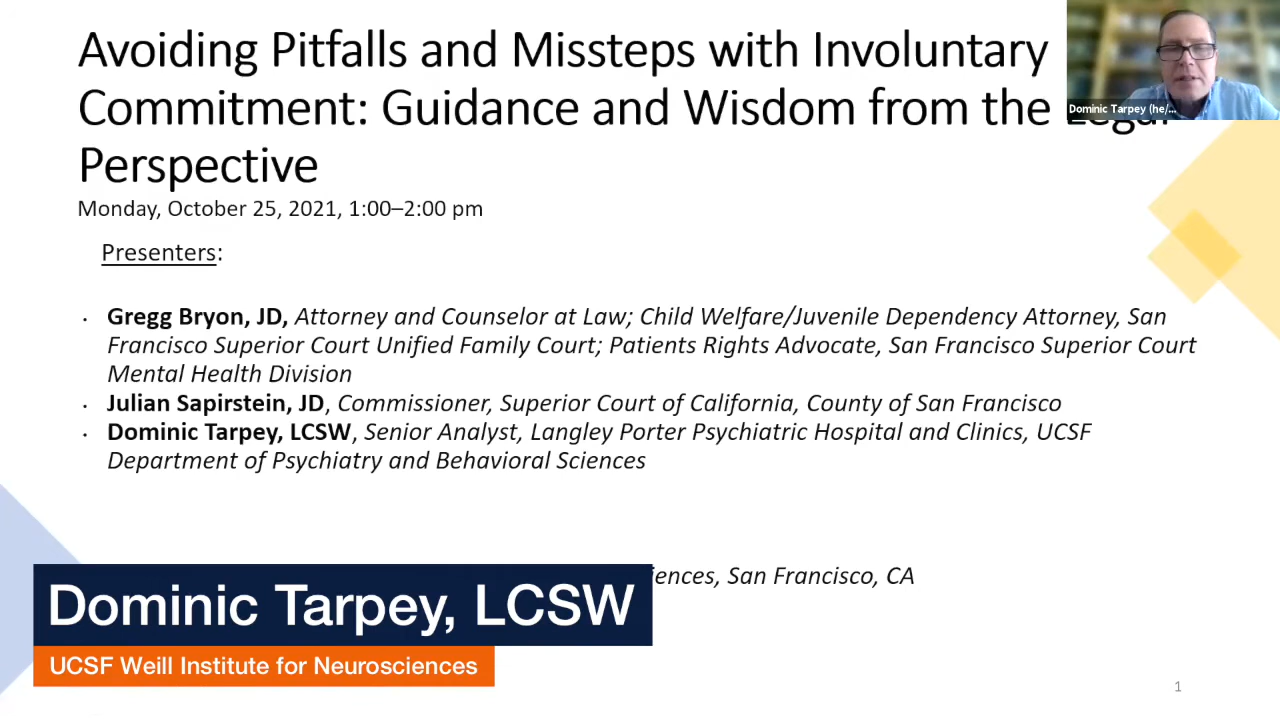 Avoiding Pitfalls and Missteps with Involuntary
Commitment: Guidance and Wisdom from the Legal
Perspective
Monday, October 25, 2021, 1:00–2:00 pm
Presenters:
Dominic Tarpey (he/...
• Gregg Bryon, JD, Attorney and Counselor at Law; Child Welfare/Juvenile Dependency Attorney, San
Francisco Superior Court Unified Family Court; Patients Rights Advocate, San Francisco Superior Court
Mental Health Division
• Julian Sapirstein, JD, Commissioner, Superior Court of California, County of San Francisco
• Dominic Tarpey, LCSW, Senior Analyst, Langley Porter Psychiatric Hospital and Clinics, UCSF
Department of Psychiatry and Behavioral Sciences
San Francisco, CA
Dominic Tarpey, LCSW
UCSF Weill Institute for Neurosciences
1